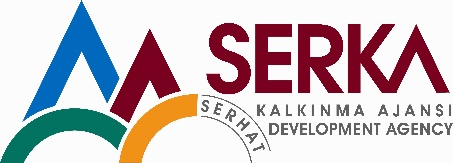 SERKA
SERHAT
KALKINMA AJANSI
DEVELOPMENT AGENCY